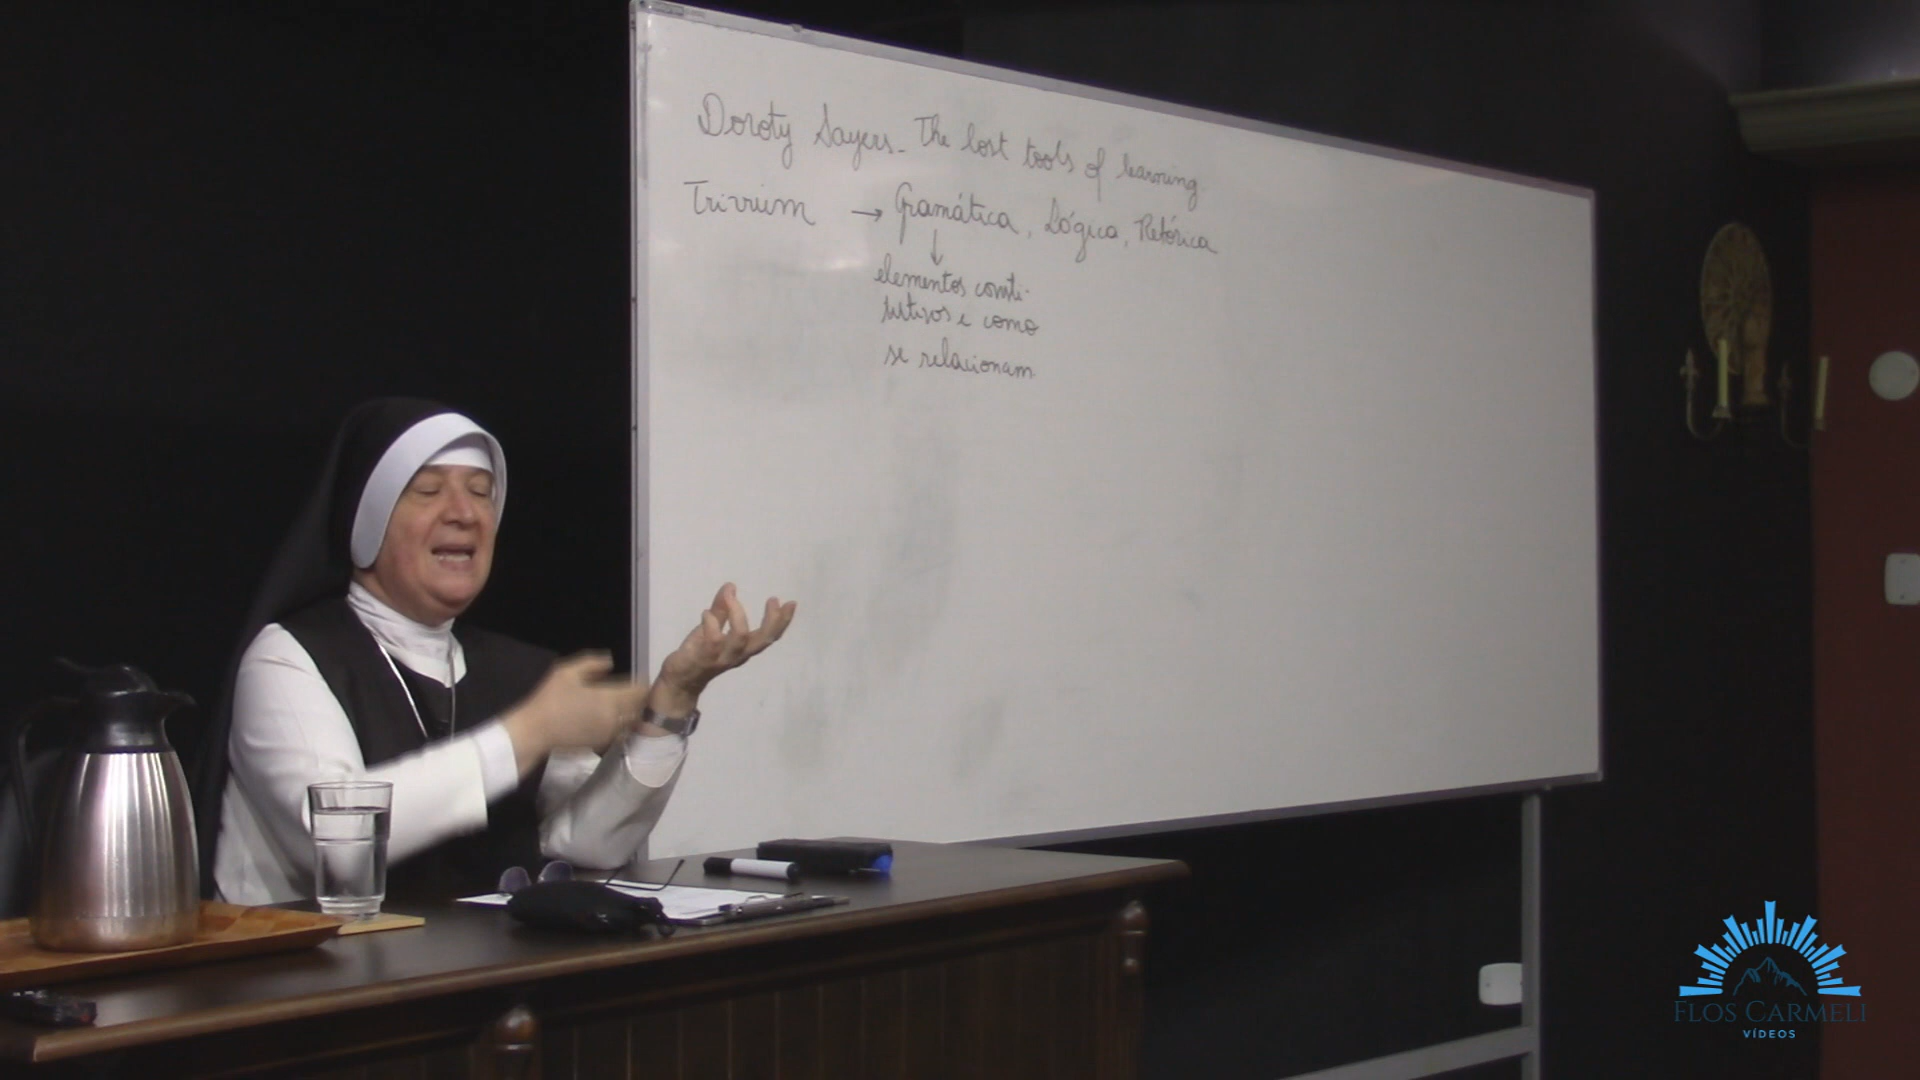 Doroty Sayers - The lost tools of learning
Trivium → Gramática, Lógica, Retórica
↓
elementos consti-
tutivos e como
se relacionam
FLOS CARMELI
VÍDEOS